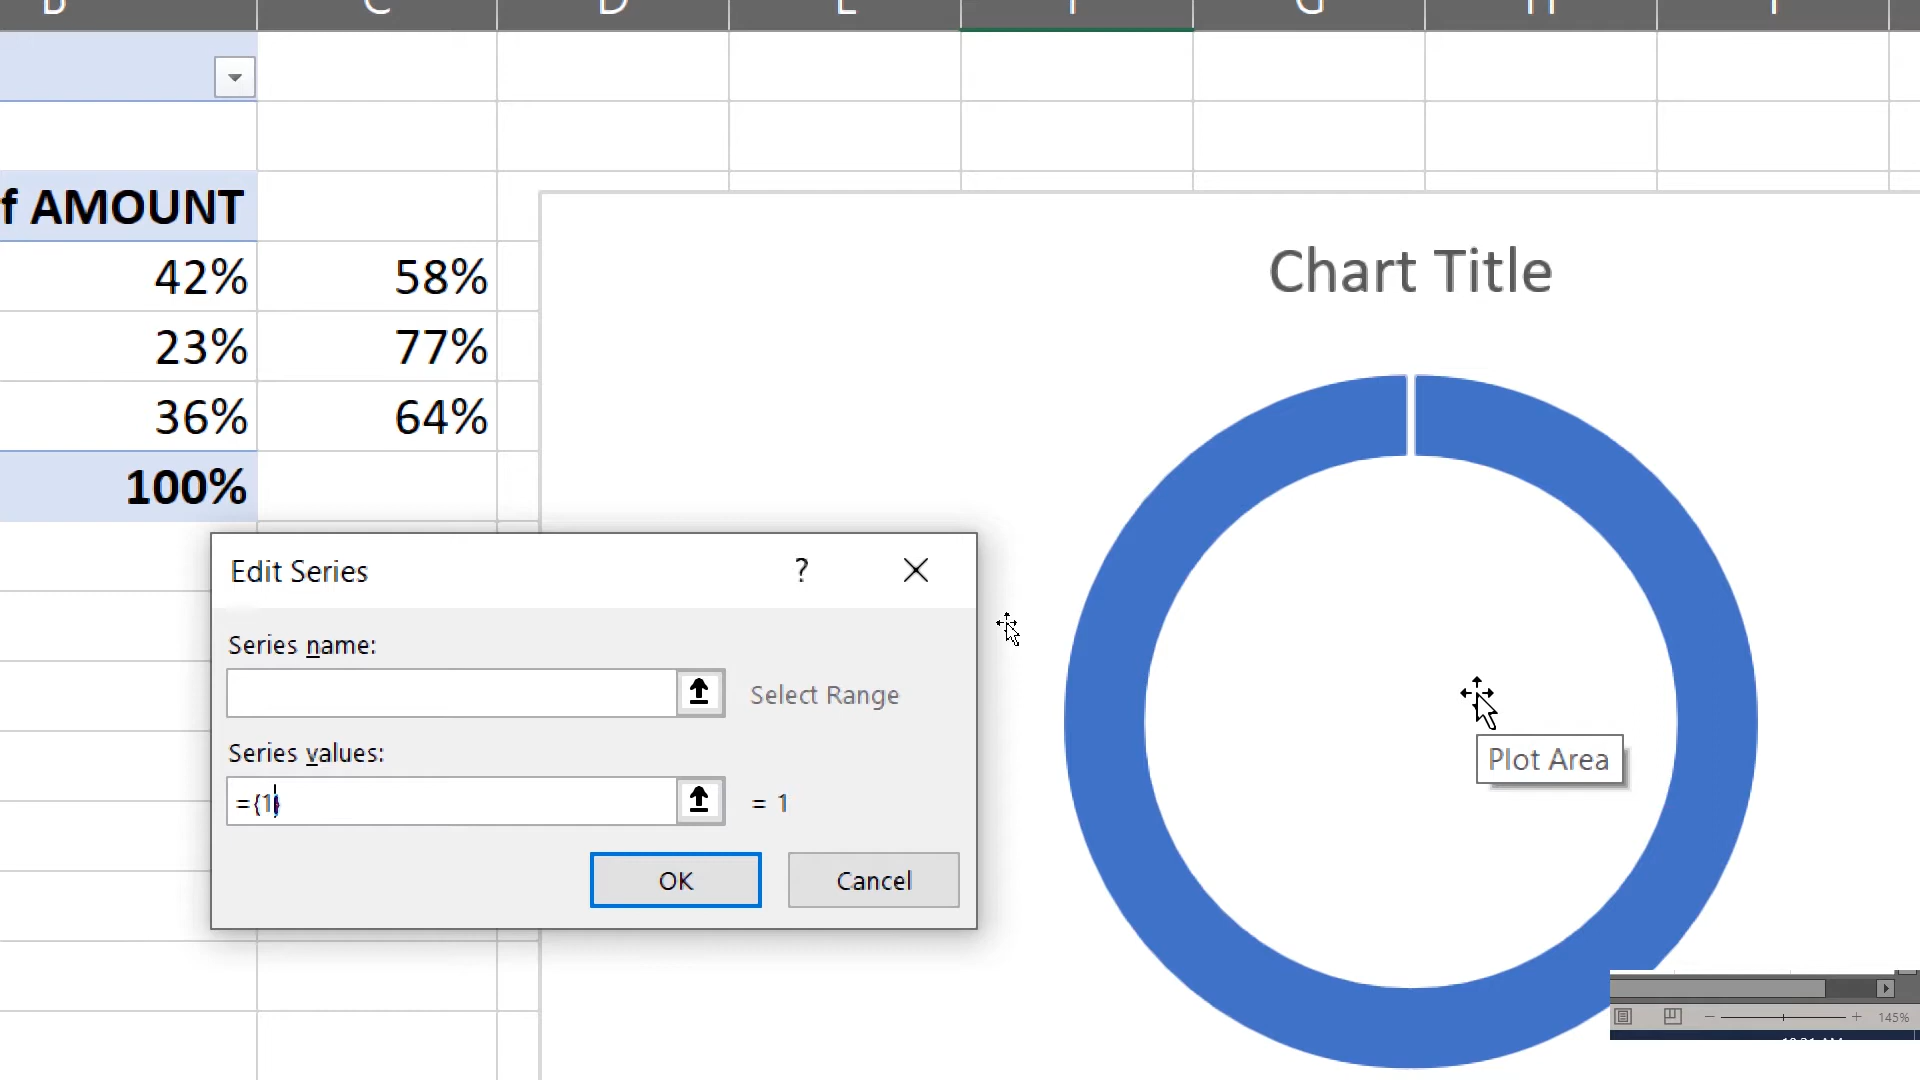 B C D E F G H I
f AMOUNT
42% 58%
23% 77%
36% 64%
100%
Chart Title
Edit Series ? ×
Series name:
Select Range
Series values:
={1} = 1
OK Cancel
Plot Area
145%